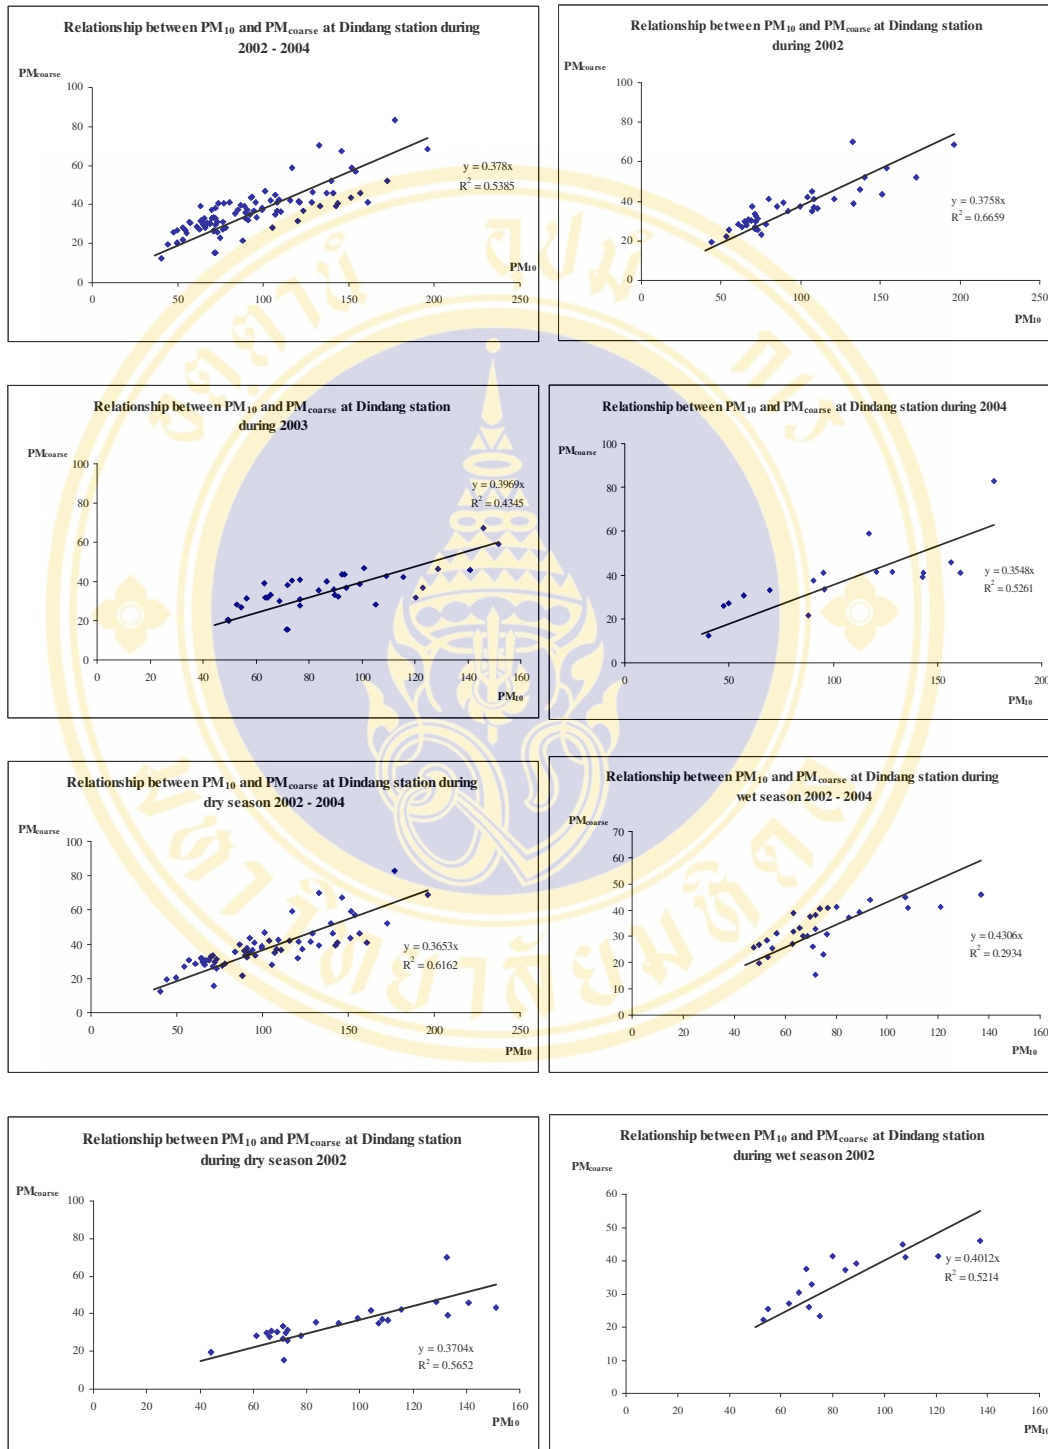 Relationship between PM10 and PMcoarse at Dindang station during
2002 - 2004
PMcoarse
100
80
60
40
20
0
y = 0.378x
R2 = 0.5385
PM10
0 50 100 150 200 250
Relationship between PM10 and PMcoarse at Dindang station
during 2002
PMcoarse
100
80
60
40
20
0
y = 0.3758x
R2 = 0.6659
0 50 100 150 200 250
PM10
Relationship between PM10 and PMcoarse at Dindang station
during 2003
PMcoarse
100
80
60
40
20
0
y = 0.3969x
R2 = 0.4345
0 20 40 60 80 100 120 140 160
PM10
Relationship between PM10 and PMcoarse at Dindang station during 2004
PMcoarse
100
80
60
40
20
0
y = 0.3548x
R2 = 0.5261
0 50 100 150 200
PM10
Relationship between PM10 and PMcoarse at Dindang station during
dry season 2002 - 2004
PMcoarse
100
80
60
40
20
0
y = 0.3653x
R2 = 0.6162
0 50 100 150 200 250
PM10
Relationship between PM10 and PMcoarse at Dindang station during
wet season 2002 - 2004
PMcoarse
70
60
50
40
30
20
10
0
y = 0.4306x
R2 = 0.2934
0 20 40 60 80 100 120 140 160
PM10
Relationship between PM10 and PMcoarse at Dindang station
during dry season 2002
PMcoarse
100
80
60
40
20
0
y = 0.3704x
R2 = 0.5652
0 20 40 60 80 100 120 140 160
PM10
Relationship between PM10 and PMcoarse at Dindang station
during wet season 2002
PMcoarse
60
50
40
30
20
10
0
y = 0.4012x
R2 = 0.5214
0 20 40 60 80 100 120 140 160
PM10